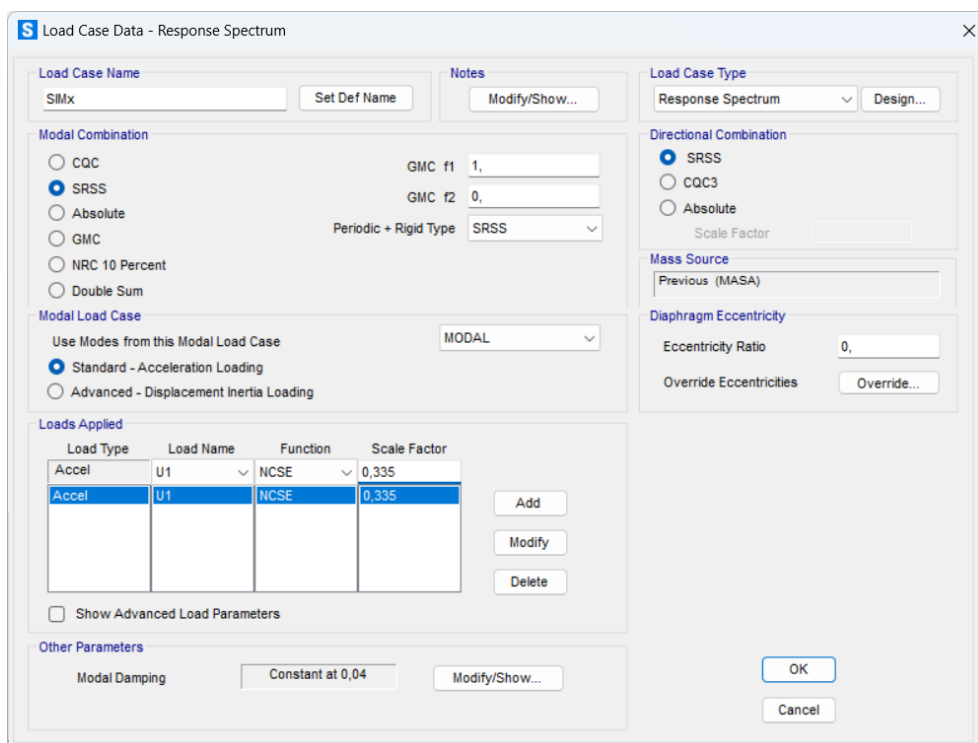 S Load Case Data - Response Spectrum
Load Case Name
SIMx
Set Def Name
Notes
Modify/Show...
Load Case Type
Response Spectrum
Design...
Modal Combination
CQC
SRSS
Absolute
GMC
NRC 10 Percent
Double Sum
GMC f1 1,
GMC f2 0,
Periodic + Rigid Type SRSS
Directional Combination
SRSS
CQC3
Absolute
Scale Factor
Mass Source
Previous (MASA)
Modal Load Case
Use Modes from this Modal Load Case MODAL
Standard - Acceleration Loading
Advanced - Displacement Inertia Loading
Diaphragm Eccentricity
Eccentricity Ratio 0,
Override Eccentricities Override...
Loads Applied
Load Type Load Name Function Scale Factor
Accel U1 NCSE 0,335
Accel U1 NCSE 0,335
Add
Modify
Delete
Show Advanced Load Parameters
Other Parameters
Modal Damping Constant at 0,04 Modify/Show...
OK
Cancel